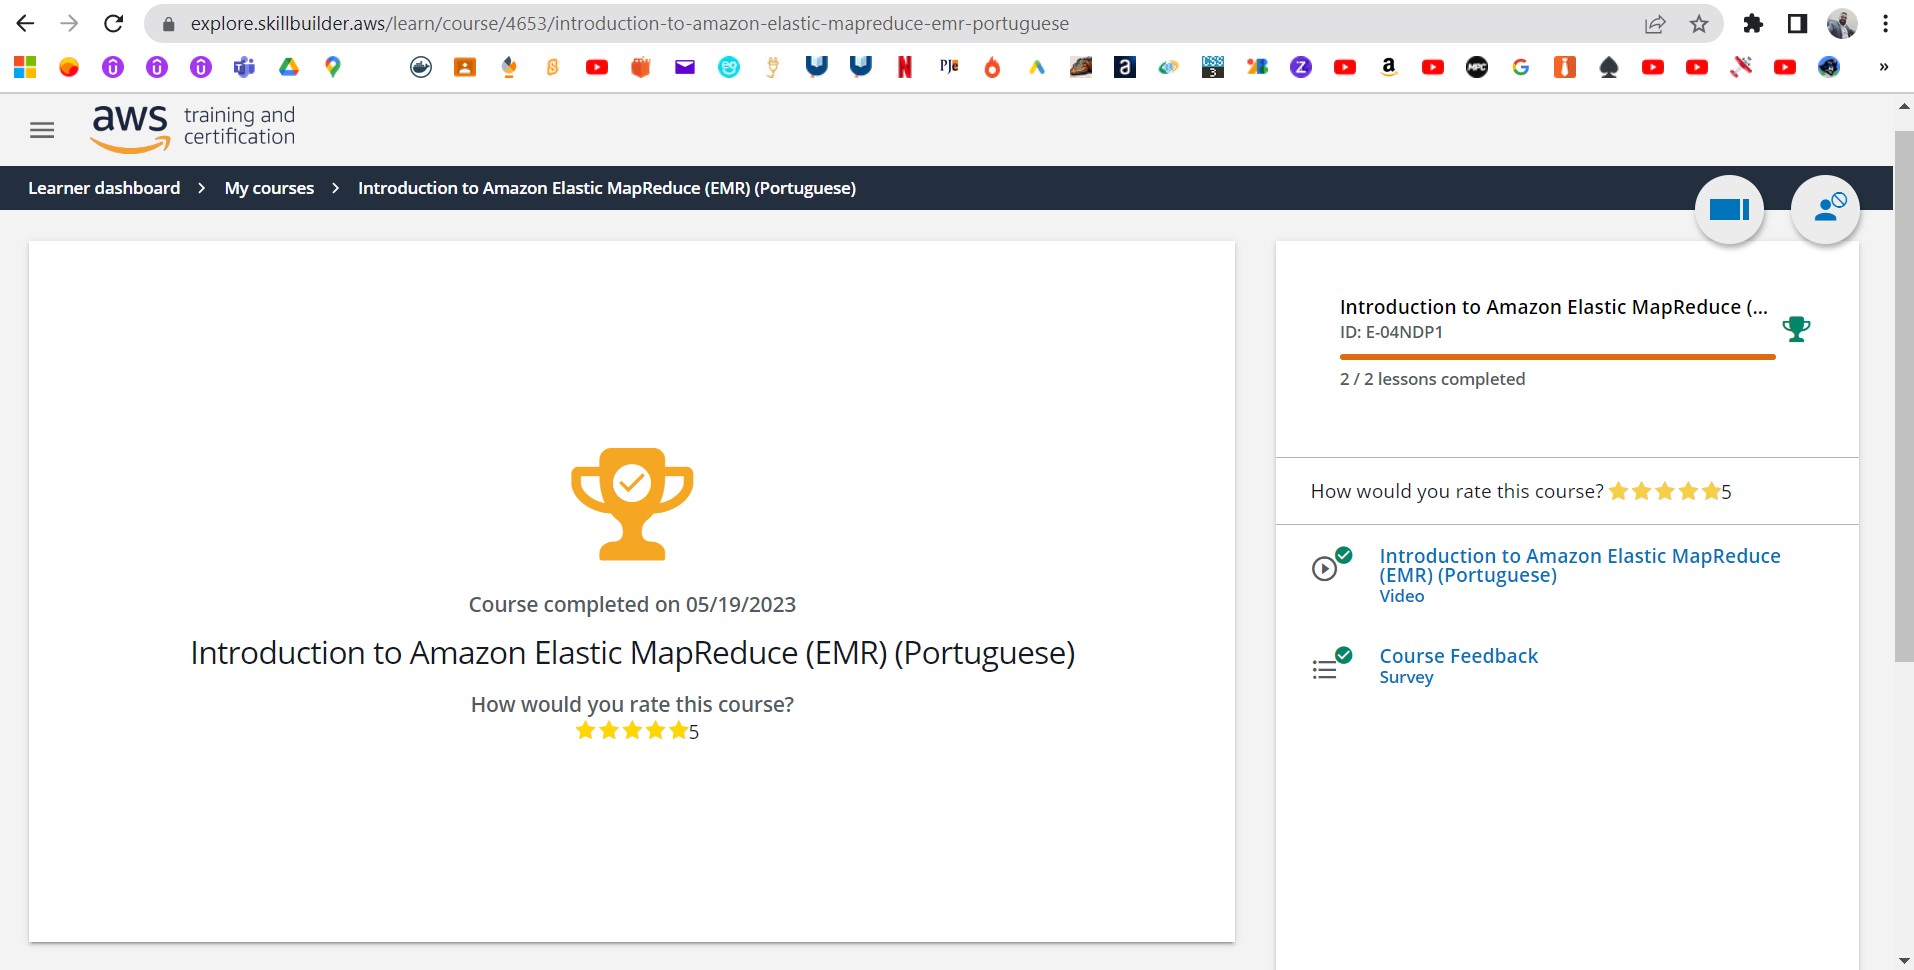 explore.skillbuilder.aws/learn/course/4653/introduction-to-amazon-elastic-mapreduce-emr-portuguese
PJe
a
CSS
3
Z
a
MPC
G
»
aws training and
certification
Learner dashboard > My courses > Introduction to Amazon Elastic MapReduce (EMR) (Portuguese)
Course completed on 05/19/2023
Introduction to Amazon Elastic MapReduce (EMR) (Portuguese)
How would you rate this course?
5
Introduction to Amazon Elastic MapReduce (...
ID: E-04NDP1
2 / 2 lessons completed
How would you rate this course? 5
Introduction to Amazon Elastic MapReduce
(EMR) (Portuguese)
Video
Course Feedback
Survey